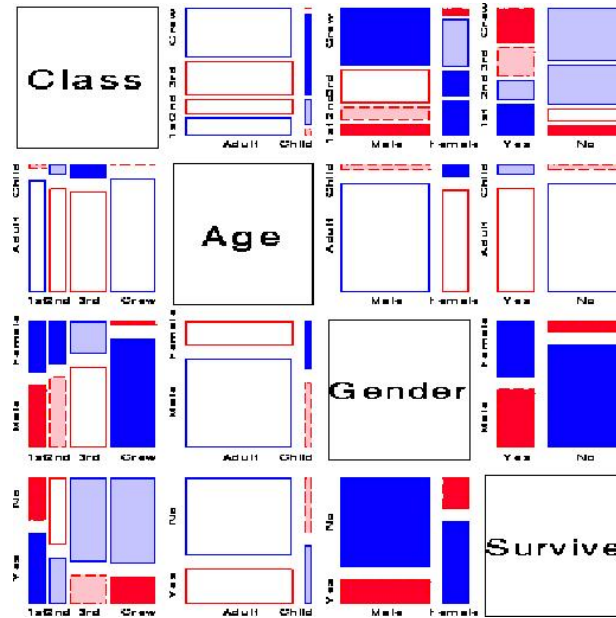 Class
1st 2nd 3rd Crew
Adult Child
1st 2nd 3rd Crew
Male Female
1st 2nd 3rd Crew
Yes No
Adult Child
1st 2nd 3rd Crew
Age
Adult Child
Male Female
Adult Child
Yes No
Male Female
1st 2nd 3rd Crew
Male Female
Adult Child
Gender
Male Female
Yes No
Yes No
1st 2nd 3rd Crew
Yes No
Adult Child
Yes No
Male Female
Survive